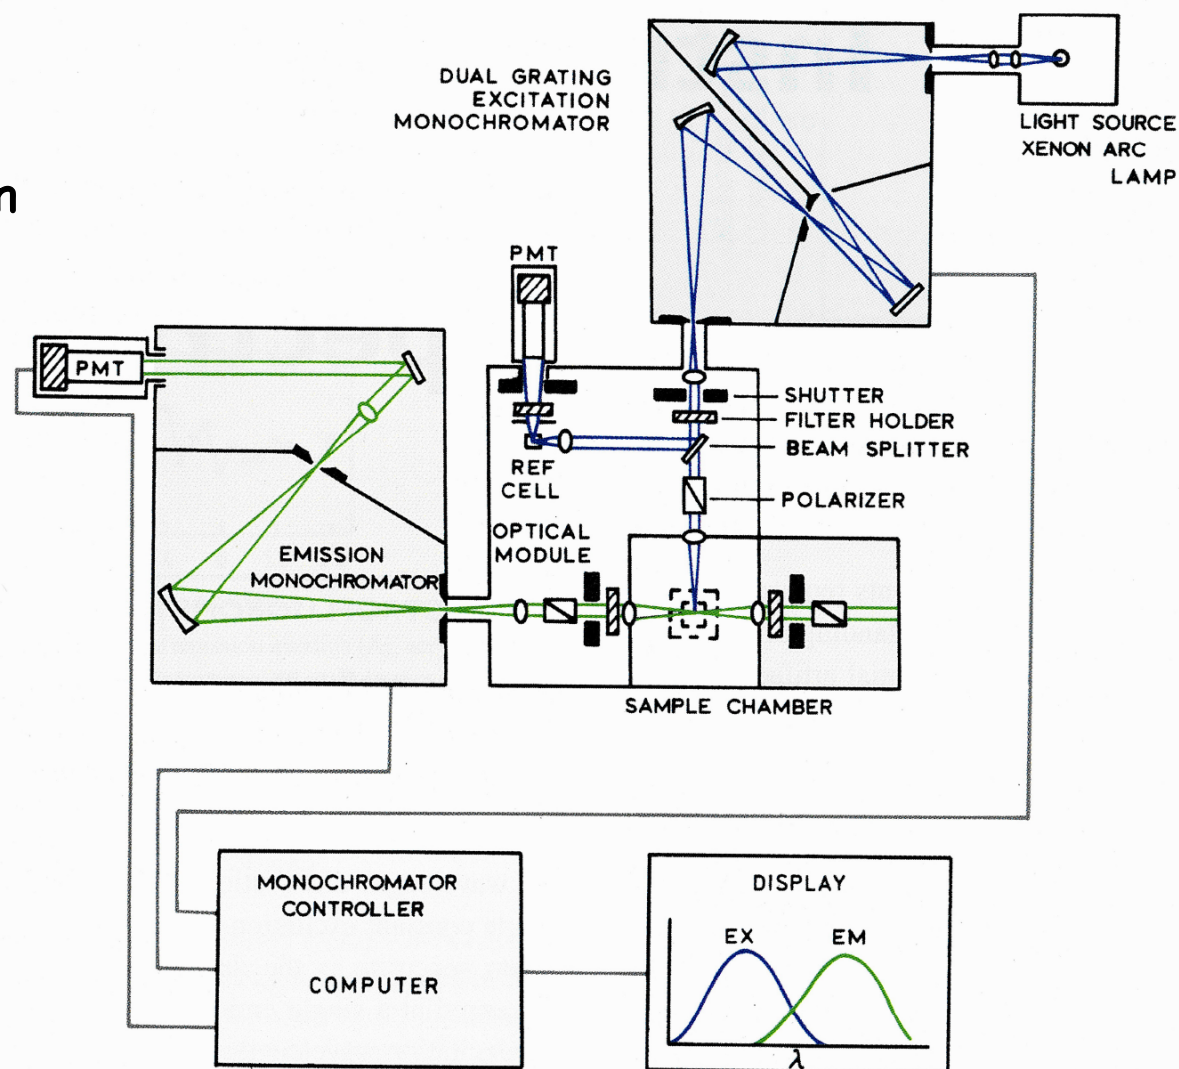 DUAL GRATING
EXCITATION
MONOCHROMATOR
LIGHT SOURCE
XENON ARC
LAMP
PMT
PMT
SHUTTER
FILTER HOLDER
BEAM SPLITTER
REF
CELL
POLARIZER
OPTICAL
MODULE
EMISSION
MONOCHROMATOR
SAMPLE CHAMBER
MONOCHROMATOR
CONTROLLER
COMPUTER
DISPLAY
EX EM
λ